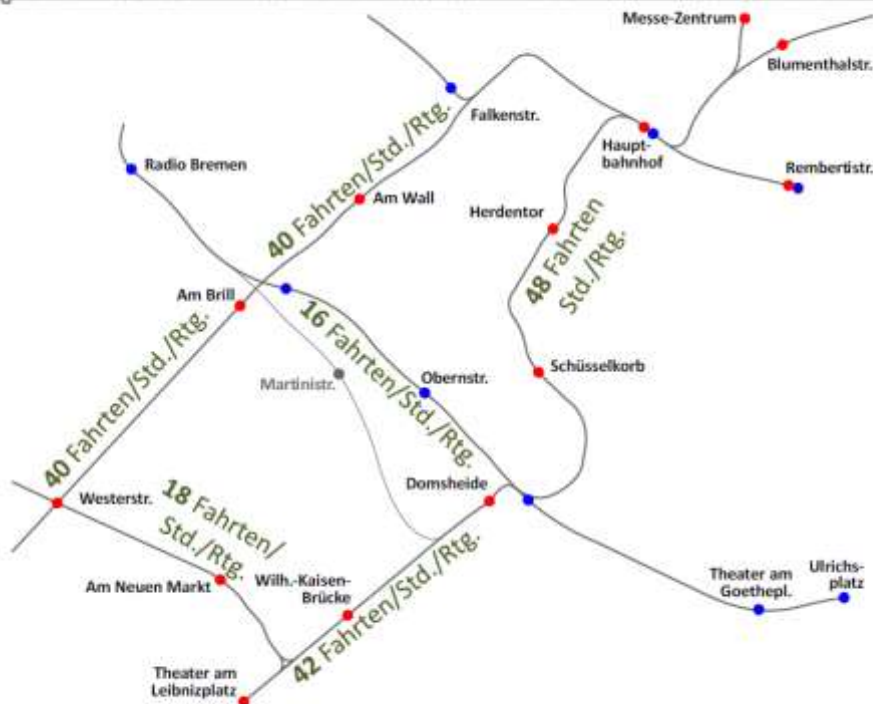 Messe-Zentrum
Blumenthalstr.
Falkenstr.
Haupt-
bahnhof
Rembertistr.
Radio Bremen
40 Fahrten/Std./Rtg.
Am Wall
Herdentor
48 Fahrten
Std./Rtg.
Am Brill
16 Fahrten/Std./Rtg.
Martinistr.
Obernstr.
Schüsselkorb
40 Fahrten/Std./Rtg.
Westerstr.
18 Fahrten/
Std./Rtg.
Domsheide
Am Neuen Markt
Wilh.-Kaisen-
Brücke
42 Fahrten/Std./Rtg.
Theater am
Goethepl.
Ulrichs-
platz
Theater am
Leibnizplatz